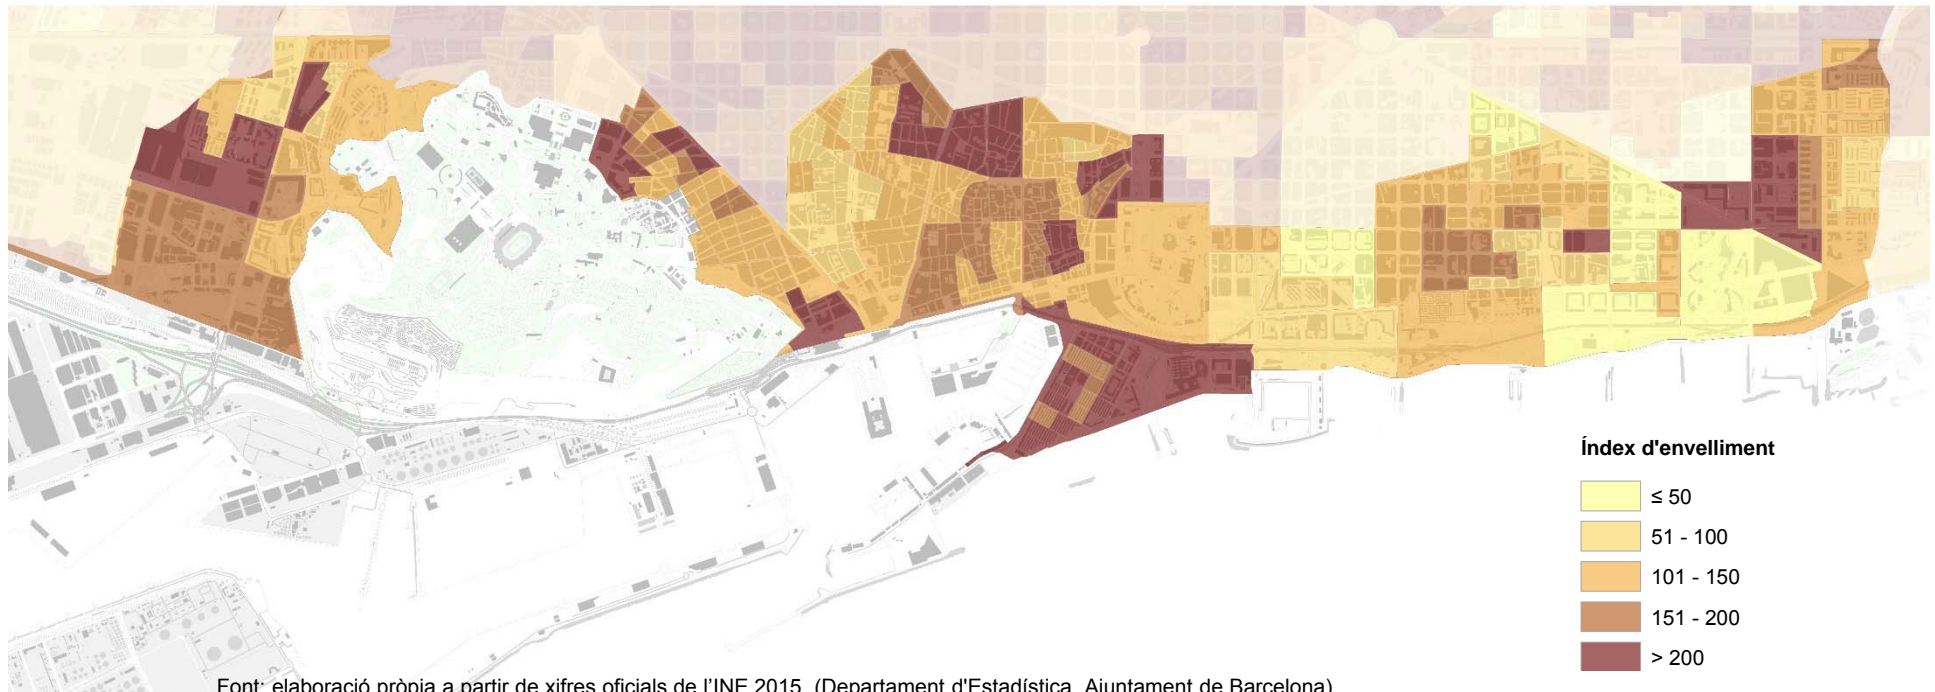 Índex d'envelliment
≤ 50
51 - 100
101 - 150
151 - 200
> 200
Font: elaboració pròpia a partir de xifres oficials de l'INE 2015. (Departament d'Estadística. Ajuntament de Barcelona)